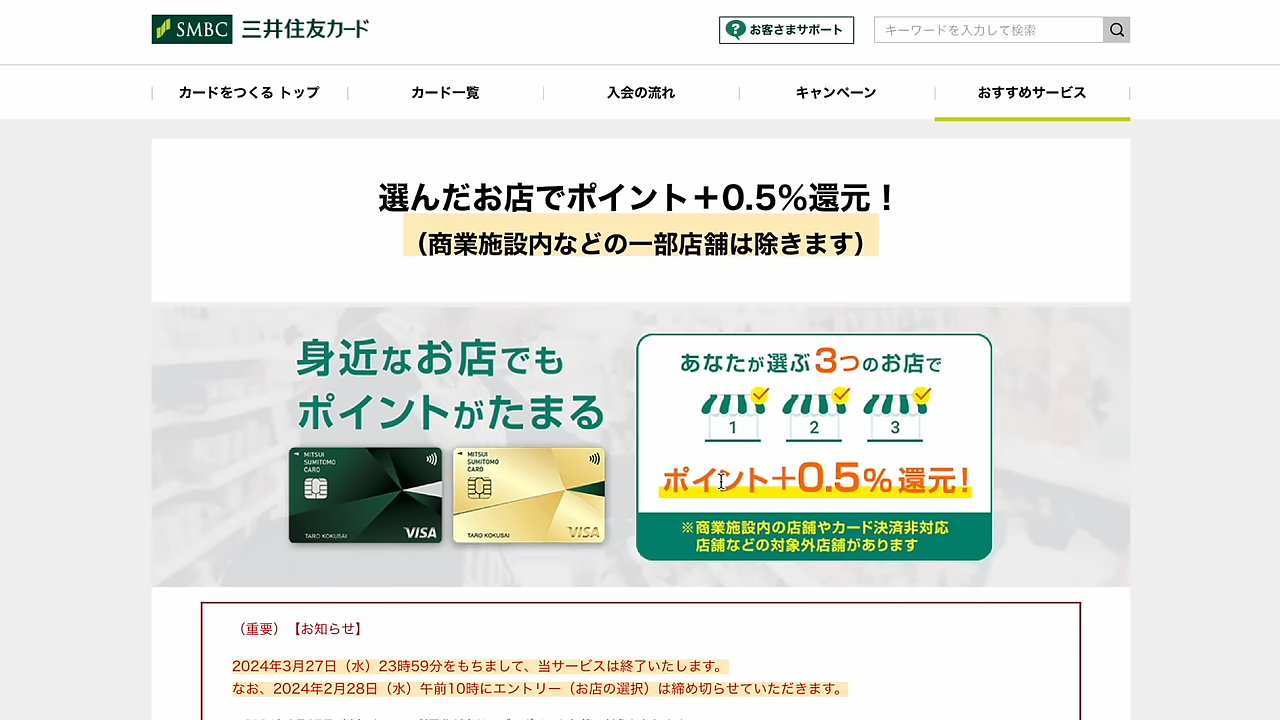 SMBC 三井住友カード
お客さまサポート
キーワードを入力して検索
カードをつくる トップ
カード一覧
入会の流れ
キャンペーン
おすすめサービス
選んだお店でポイント＋0.5%還元！
（商業施設内などの一部店舗は除きます）
身近なお店でも
ポイントがたまる
MITSUI
SUMITOMO
CARD
TARO KOKUSAI
VISA
MITSUI
SUMITOMO
CARD
TARO KOKUSAI
VISA
あなたが選ぶ3つのお店で
1
2
3
ポイント＋0.5%還元！
※商業施設内の店舗やカード決済非対応
店舗などの対象外店舗があります
（重要）【お知らせ】
2024年3月27日（水）23時59分をもちまして、当サービスは終了いたします。
なお、2024年2月28日（水）午前10時にエントリー（お店の選択）は締め切らせていただきます。